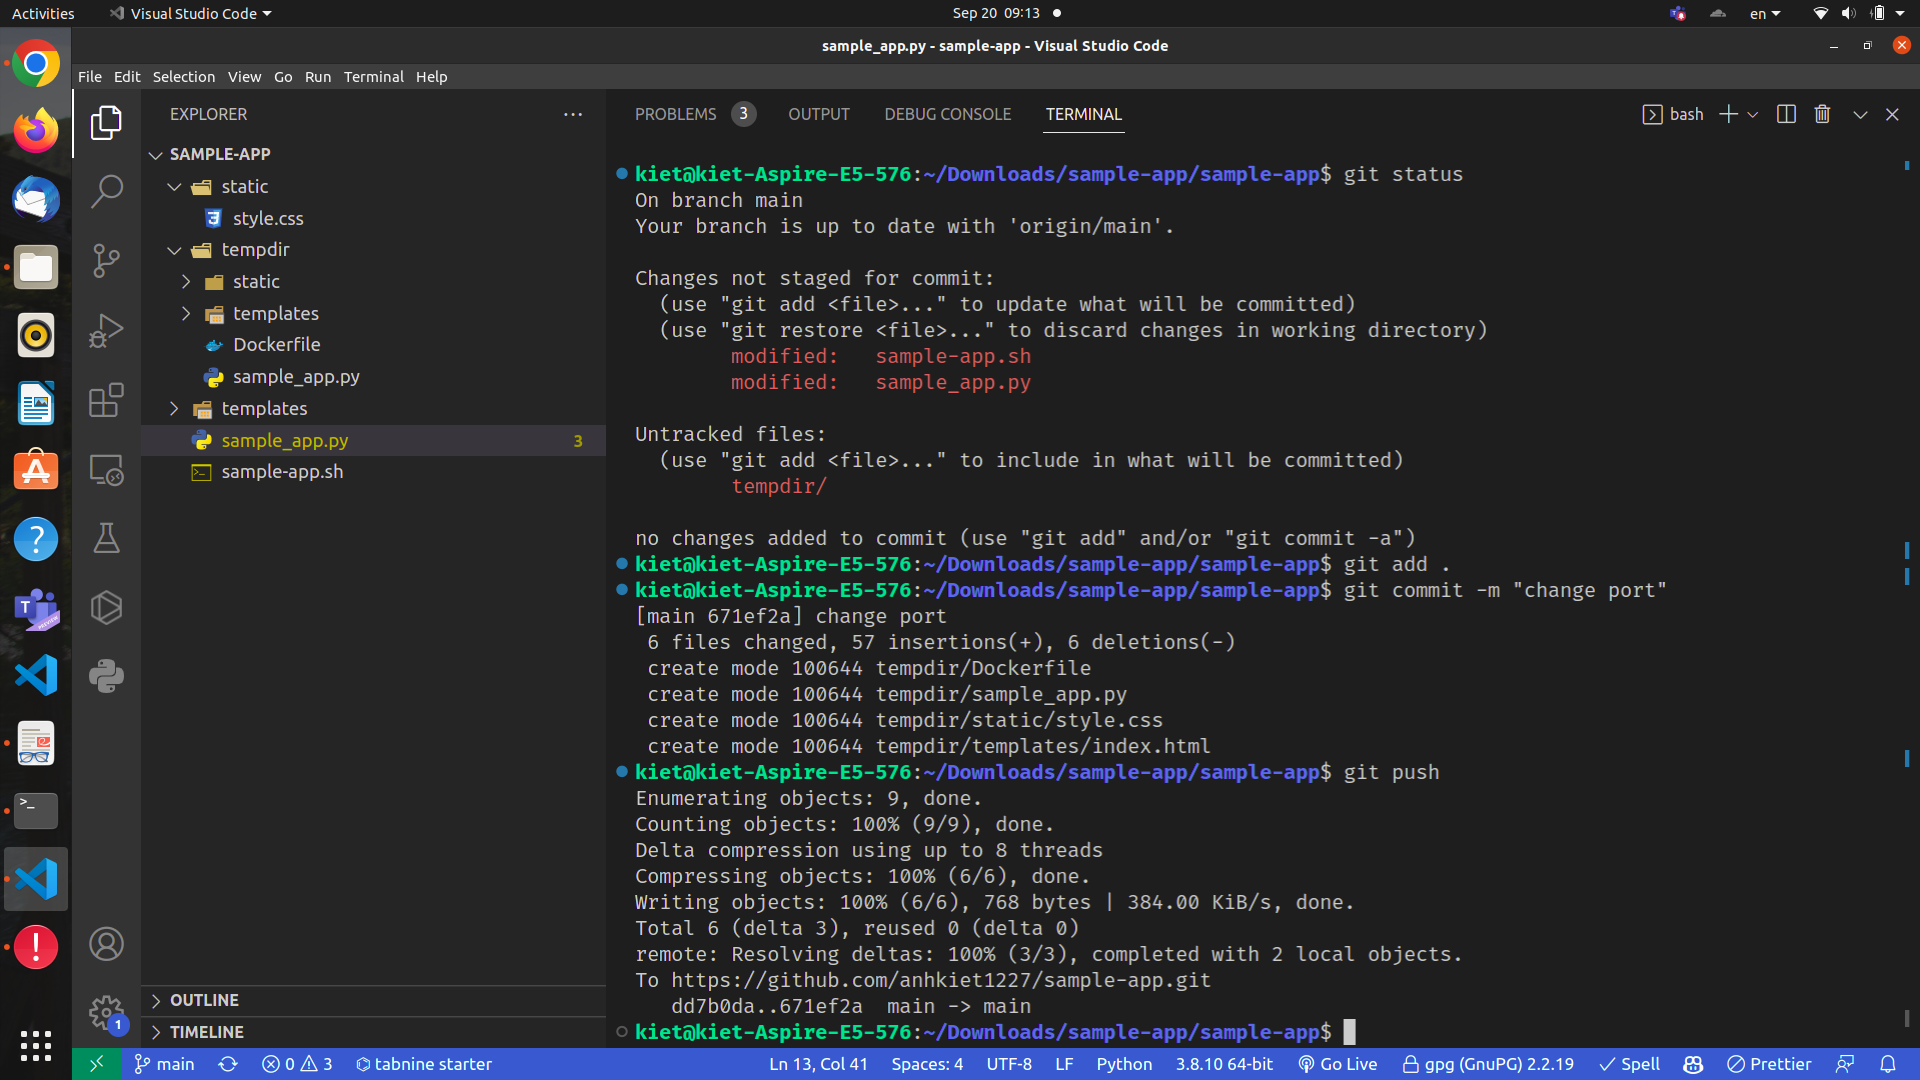 Activities
Visual Studio Code
Sep 20 09:13
en
sample_app.py - sample-app - Visual Studio Code
File Edit Selection View Go Run Terminal Help
EXPLORER
SAMPLE-APP
static
style.css
tempdir
static
templates
Dockerfile
sample_app.py
templates
sample_app.py 3
sample-app.sh
OUTLINE
TIMELINE
PROBLEMS 3 OUTPUT DEBUG CONSOLE TERMINAL
bash
kiet@kiet-Aspire-E5-576:~/Downloads/sample-app/sample-app$ git status
On branch main
Your branch is up to date with 'origin/main'.
Changes not staged for commit:
(use "git add <file>..." to update what will be committed)
(use "git restore <file>..." to discard changes in working directory)
modified: sample-app.sh
modified: sample_app.py
Untracked files:
(use "git add <file>..." to include in what will be committed)
tempdir/
no changes added to commit (use "git add" and/or "git commit -a")
kiet@kiet-Aspire-E5-576:~/Downloads/sample-app/sample-app$ git add .
kiet@kiet-Aspire-E5-576:~/Downloads/sample-app/sample-app$ git commit -m "change port"
[main 671ef2a] change port
6 files changed, 57 insertions(+), 6 deletions(-)
create mode 100644 tempdir/Dockerfile
create mode 100644 tempdir/sample_app.py
create mode 100644 tempdir/static/style.css
create mode 100644 tempdir/templates/index.html
kiet@kiet-Aspire-E5-576:~/Downloads/sample-app/sample-app$ git push
Enumerating objects: 9, done.
Counting objects: 100% (9/9), done.
Delta compression using up to 8 threads
Compressing objects: 100% (6/6), done.
Writing objects: 100% (6/6), 768 bytes | 384.00 KiB/s, done.
Total 6 (delta 3), reused 0 (delta 0)
remote: Resolving deltas: 100% (3/3), completed with 2 local objects.
To https://github.com/anhkiet1227/sample-app.git
dd7b0da..671ef2a main -> main
kiet@kiet-Aspire-E5-576:~/Downloads/sample-app/sample-app$
1
main 0 3 tabnine starter Ln 13, Col 41 Spaces: 4 UTF-8 LF Python 3.8.10 64-bit Go Live gpg (GnuPG) 2.2.19 Spell Prettier